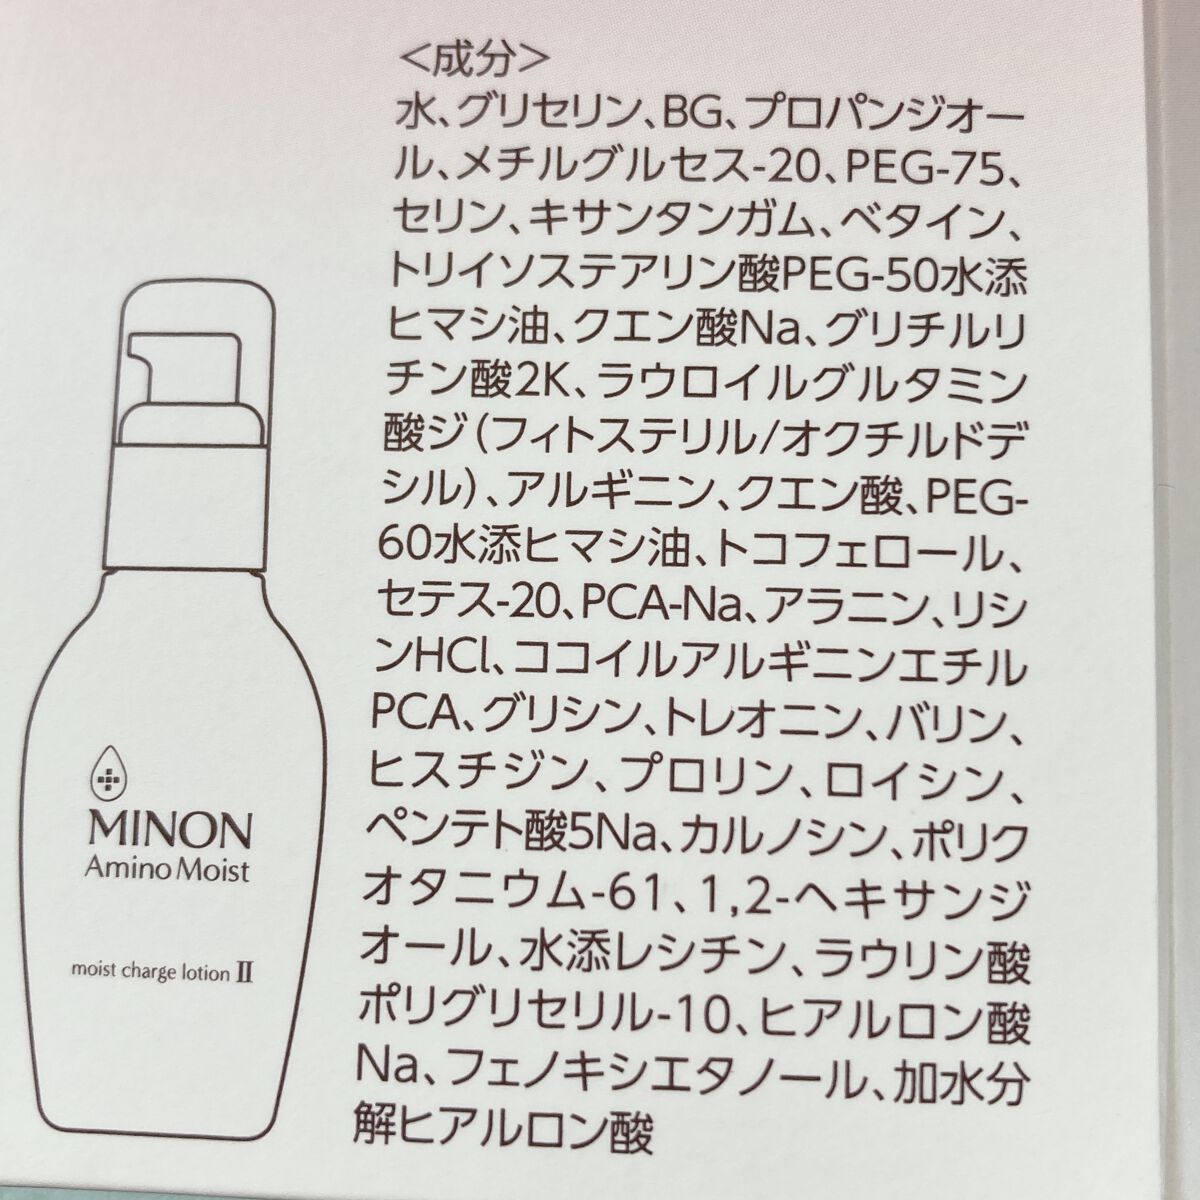 ＜成分＞
水、グリセリン、BG、プロパンジオー
ル、メチルグルセス-20、PEG-75、
セリン、キサンタンガム、ベタイン、
トリイソステアリン酸PEG-50水添
ヒマシ油、クエン酸Na、グリチルリ
チン酸2K、ラウロイルグルタミン
酸ジ(フィトステリル/オクチルドデ
シル)、アルギニン、クエン酸、PEG-
60水添ヒマシ油、トコフェロール、
セテス-20、PCA-Na、アラニン、リシ
ンHCl、ココイルアルギニンエチル
PCA、グリシン、トレオニン、バリン、
ヒスチジン、プロリン、ロイシン、
ペンテト酸5Na、カルノシン、ポリク
オタニウム-61、1,2-ヘキサンジ
オール、水添レシチン、ラウリン酸
ポリグリセリル-10、ヒアルロン酸
Na、フェノキシエタノール、加水分
解ヒアルロン酸
MINON
Amino Moist
moist charge lotion II